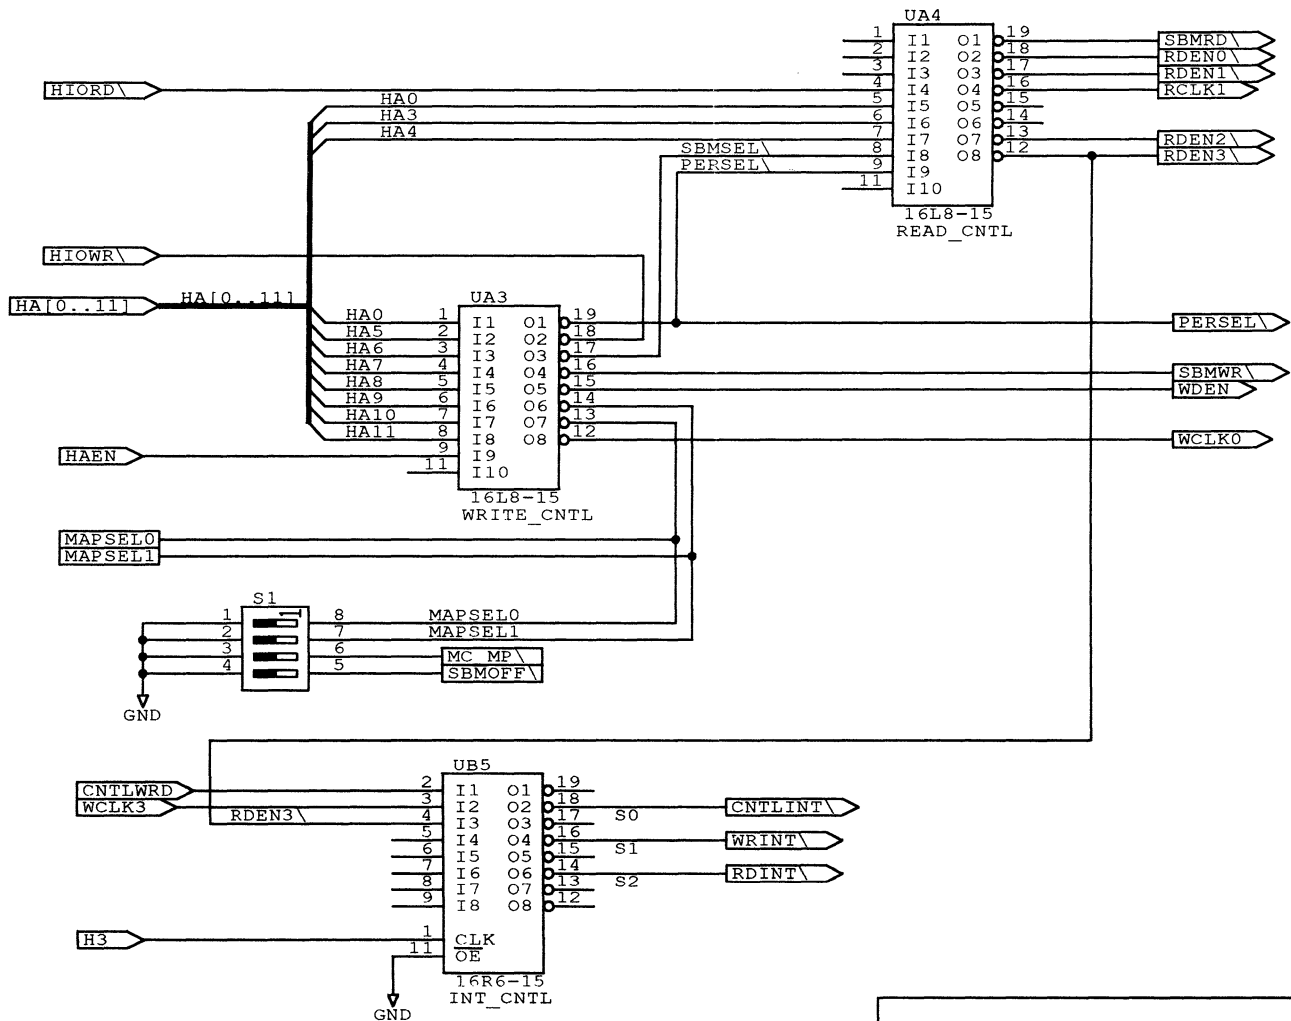 UA4
1 I1 O1 19 SBMRD\
2 I2 O2 18 RDEN0\
3 I3 O3 17 RDEN1\
HIORD\ 4 I4 O4 16 RCLK1
HA0 5 I5 O5 15
HA3 6 I6 O6 14
HA4 7 I7 O7 13 RDEN2\
SBMSEL\ 8 I8 O8 12 RDEN3\
PERSEL\ 9 I9
11 I10
16L8-15
READ_CNTL
HIOWR\
HA[0..11] HA[0..11] UA3
HA0 1 I1 O1 19 PERSEL\
HA5 2 I2 O2 18
HA6 3 I3 O3 17
HA7 4 I4 O4 16 SBMWR\
HA8 5 I5 O5 15 WDEN
HA9 6 I6 O6 14
HA10 7 I7 O7 13
HA11 8 I8 O8 12 WCLK0
HAEN 9 I9
11 I10
16L8-15
WRITE_CNTL
MAPSEL0
MAPSEL1
S1
1 8 MAPSEL0
2 7 MAPSEL1
3 6 MC_MP\
4 5 SBMOFF\
GND
UB5
CNTLWRD 2 I1 O1 19
WCLK3 3 I2 O2 18 CNTLINT\
RDEN3\ 4 I3 O3 17 S0
5 I4 O4 16 WRINT\
6 I5 O5 15 S1
7 I6 O6 14 RDINT\
8 I7 O7 13 S2
9 I8 O8 12
H3 1 CLK
11 OE
16R6-15
INT_CNTL
GND